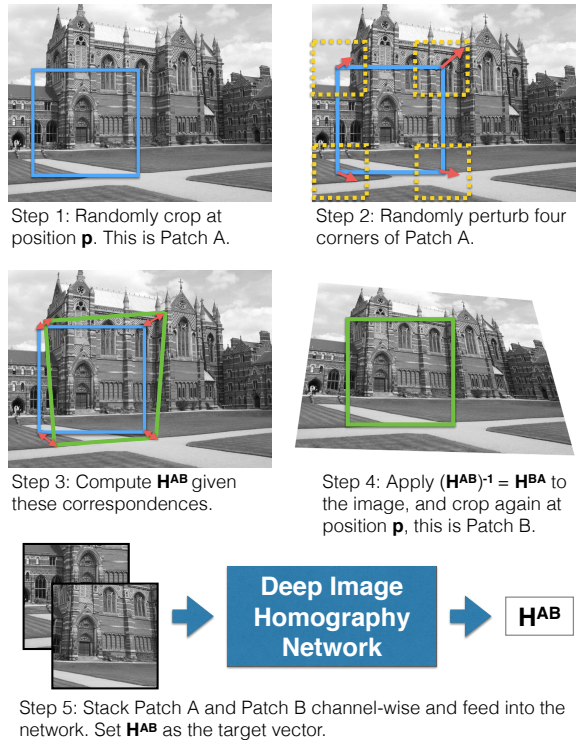 Step 1: Randomly crop at
position p. This is Patch A.
Step 2: Randomly perturb four
corners of Patch A.
Step 3: Compute HAB given
these correspondences.
Step 4: Apply (HAB)-1 = HBA to
the image, and crop again at
position p, this is Patch B.
Deep Image
Homography
Network
HAB
Step 5: Stack Patch A and Patch B channel-wise and feed into the
network. Set HAB as the target vector.